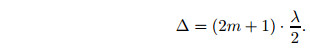 Δ = (2m + 1) · λ/2.